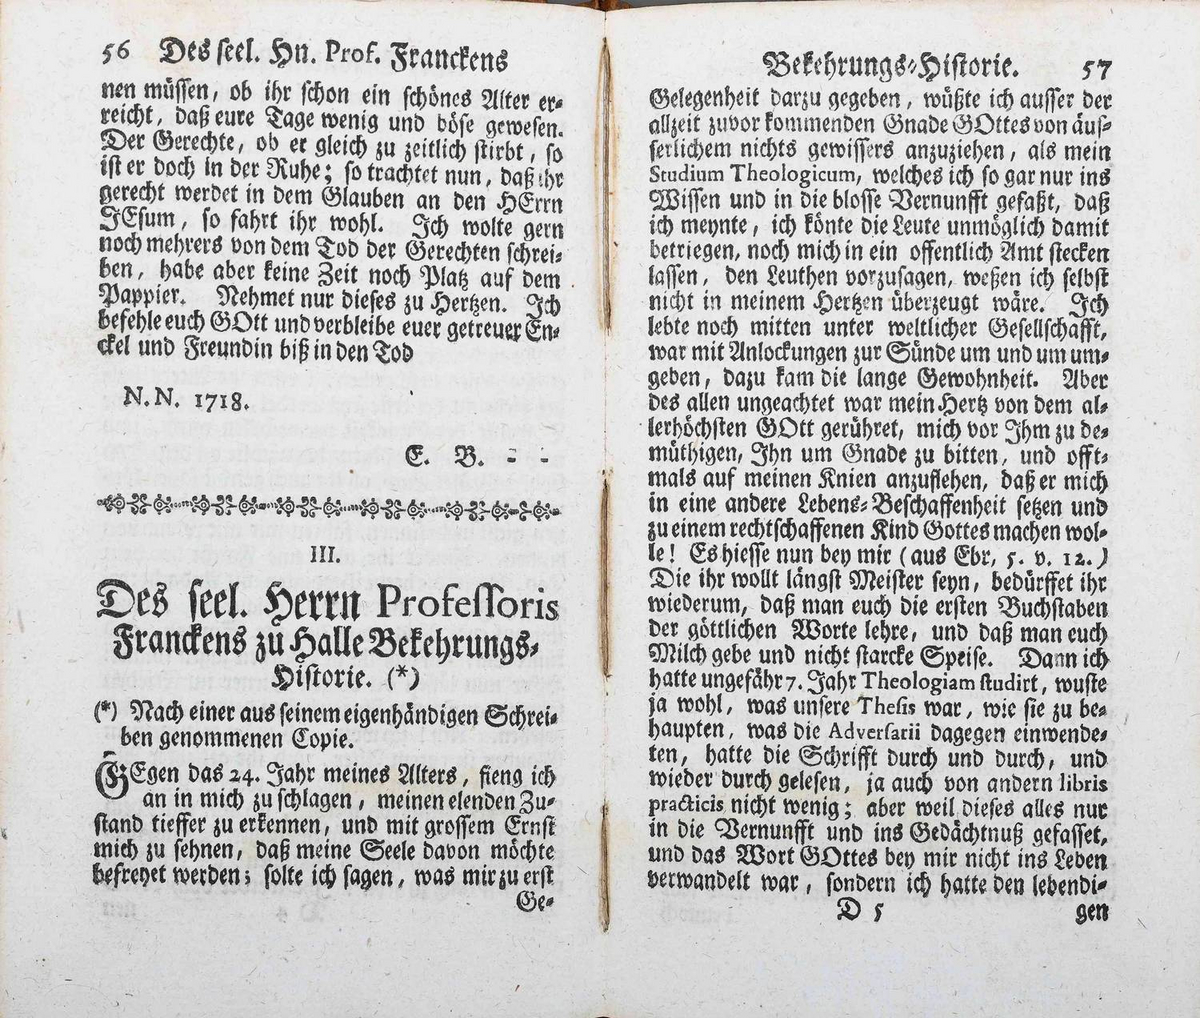 56 Des seel. Hn. Prof. Franckens
nen müssen, ob ihr schon ein schönes Alter er⸗
reicht, daß eure Tage wenig und böse gewesen.
Der Gerechte, ob er gleich zu zeitlich stirbt, so
ist er doch in der Ruhe; so trachtet nun, daß ihr
gerecht werdet in dem Glauben an den HErrn
JEsum, so fahrt ihr wohl. Ich wolte gern
noch mehrers von dem Tod der Gerechten schrei⸗
ben, habe aber keine Zeit noch Platz auf dem
Pappier. Nehmet nur dieses zu Hertzen. Ich
befehle euch GOtt und verbleibe euer getreuer En⸗
ckel und Freundin biß in den Tod
N. N. 1718.
E. B. - -
III.
Des seel. Herrn Professoris
Franckens zu Halle Bekehrungs⸗
Historie. (*)
(*) Nach einer aus seinem eigenhändigen Schrei⸗
ben genommenen Copie.
GEgen das 24. Jahr meines Alters, fieng ich
an in mich zu schlagen, meinen elenden Zu⸗
stand tieffer zu erkennen, und mit grossem Ernst
mich zu sehnen, daß meine Seele davon möchte
befreyet werden; solte ich sagen, was mir zu erst
Ge⸗
Bekehrungs⸗Historie. 57
Gelegenheit darzu gegeben, wüßte ich ausser der
allzeit zuvor kommenden Gnade GOttes von äus⸗
serlichem nichts gewissers anzuziehen, als mein
Studium Theologicum, welches ich so gar nur ins
Wissen und in die blosse Vernunfft gefaßt, daß
ich meynte, ich könte die Leute unmöglich damit
betriegen, noch mich in ein offentlich Amt stecken
lassen, den Leuthen vorzusagen, weßen ich selbst
nicht in meinem Hertzen überzeugt wäre. Ich
lebte noch mitten unter weltlicher Gesellschafft,
war mit Anlockungen zur Sünde um und um um⸗
geben, dazu kam die lange Gewohnheit. Aber
des allen ungeachtet war mein Hertz von dem al⸗
lerhöchsten GOtt gerühret, mich vor Ihm zu de⸗
müthigen, Ihn um Gnade zu bitten, und offt⸗
mals auf meinen Knien anzuflehen, daß er mich
in eine andere Lebens⸗Beschaffenheit setzen und
zu einem rechtschaffenen Kind Gottes machen wol⸗
le! Es hiesse nun bey mir (aus Ebr, 5. v. 12.)
Die ihr wollt längst Meister seyn, bedürffet ihr
wiederum, daß man euch die ersten Buchstaben
der göttlichen Worte lehre, und daß man euch
Milch gebe und nicht starcke Speise. Dann ich
hatte ungefähr 7. Jahr Theologiam studirt, wuste
ja wohl, was unsere Thesis war, wie sie zu be⸗
haupten, was die Adversarii dagegen einwende⸗
ten, hatte die Schrifft durch und durch, und
wieder durch gelesen, ja auch von andern libris
practicis nicht wenig; aber weil dieses alles nur
in die Vernunfft und ins Gedächtnuß gefasset,
und das Wort GOttes bey mir nicht ins Leben
verwandelt war, sondern ich hatte den lebendi⸗
D 5 gen